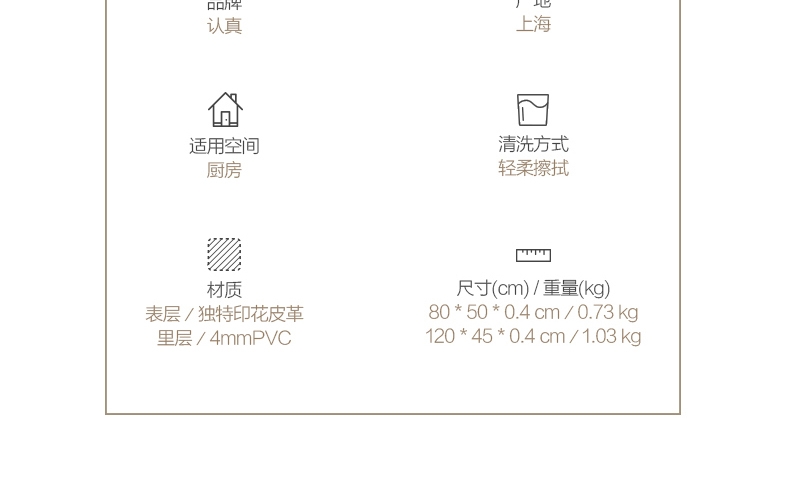 品牌
产地
认真
上海
适用空间
清洗方式
厨房
轻柔擦拭
材质
尺寸(cm) / 重量(kg)
表层 / 独特印花皮革
80 * 50 * 0.4 cm / 0.73 kg
里层 / 4mmPVC
120 * 45 * 0.4 cm / 1.03 kg